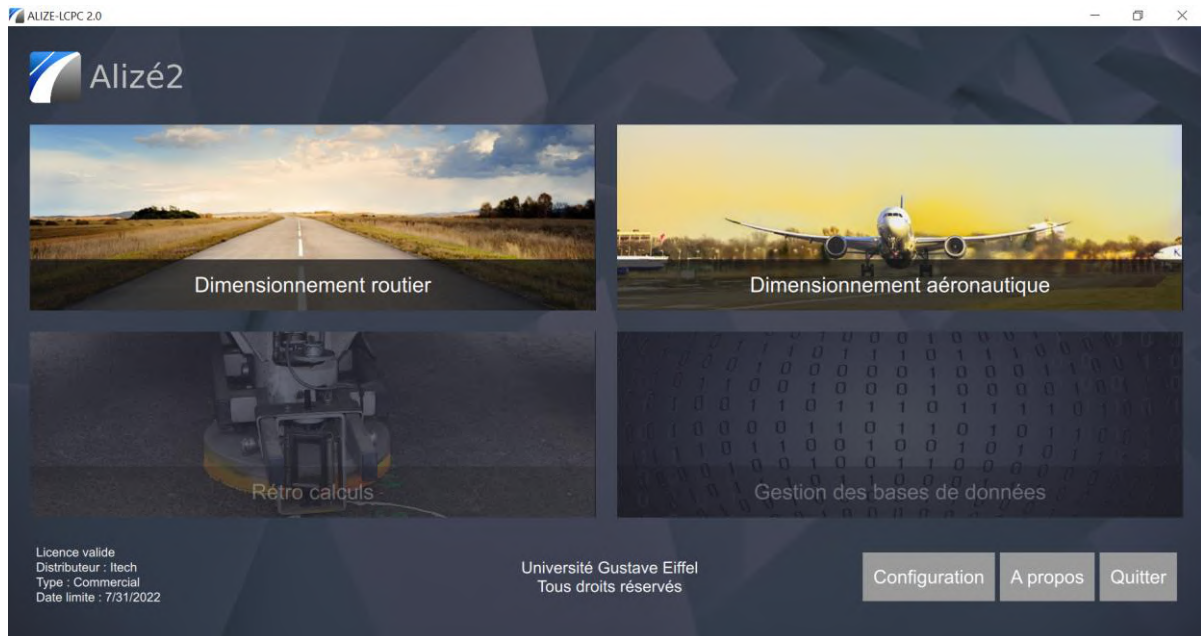 ALIZE-LCPC 2.0
Alizé2
Dimensionnement routier
Dimensionnement aéronautique
Rétro calculs
Gestion des bases de données
Licence valide
Distributeur : Itech
Type : Commercial
Date limite : 7/31/2022
Université Gustave Eiffel
Tous droits réservés
Configuration
A propos
Quitter